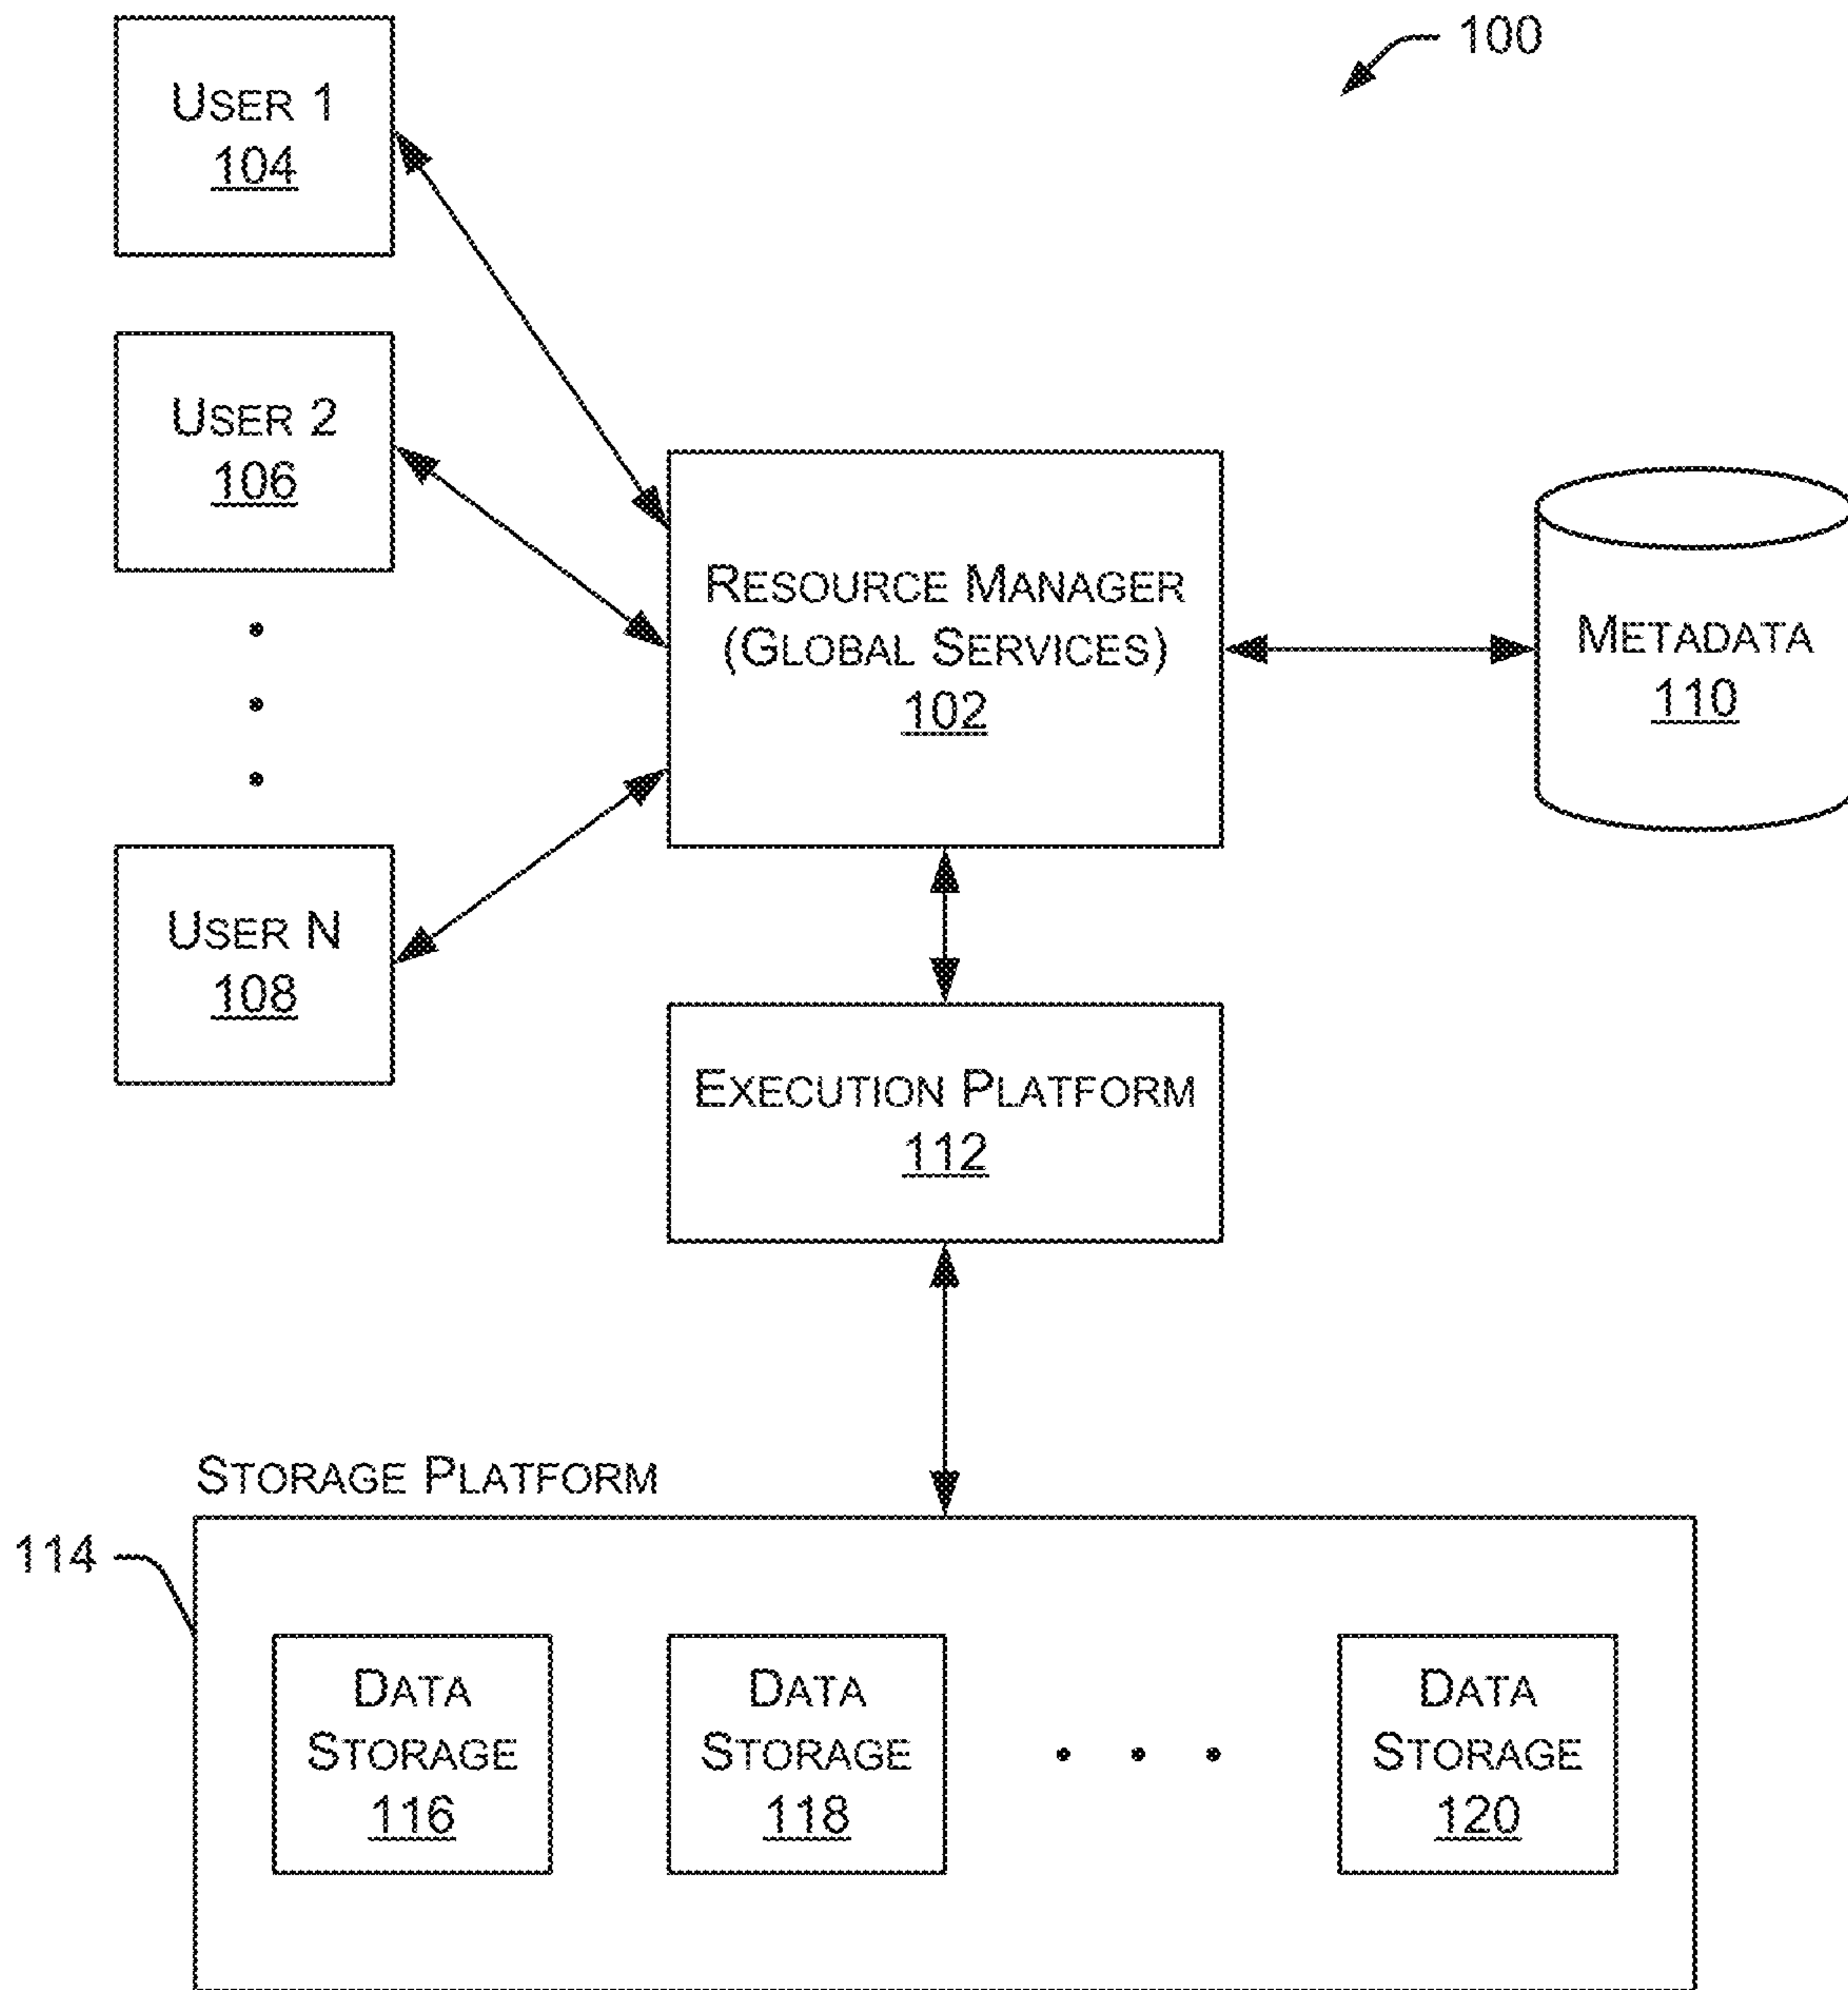 100
USER 1
104
USER 2
106
RESOURCE MANAGER
(GLOBAL SERVICES)
102
METADATA
110
USER N
108
EXECUTION PLATFORM
112
STORAGE PLATFORM
114
DATA
STORAGE
116
DATA
STORAGE
118
DATA
STORAGE
120